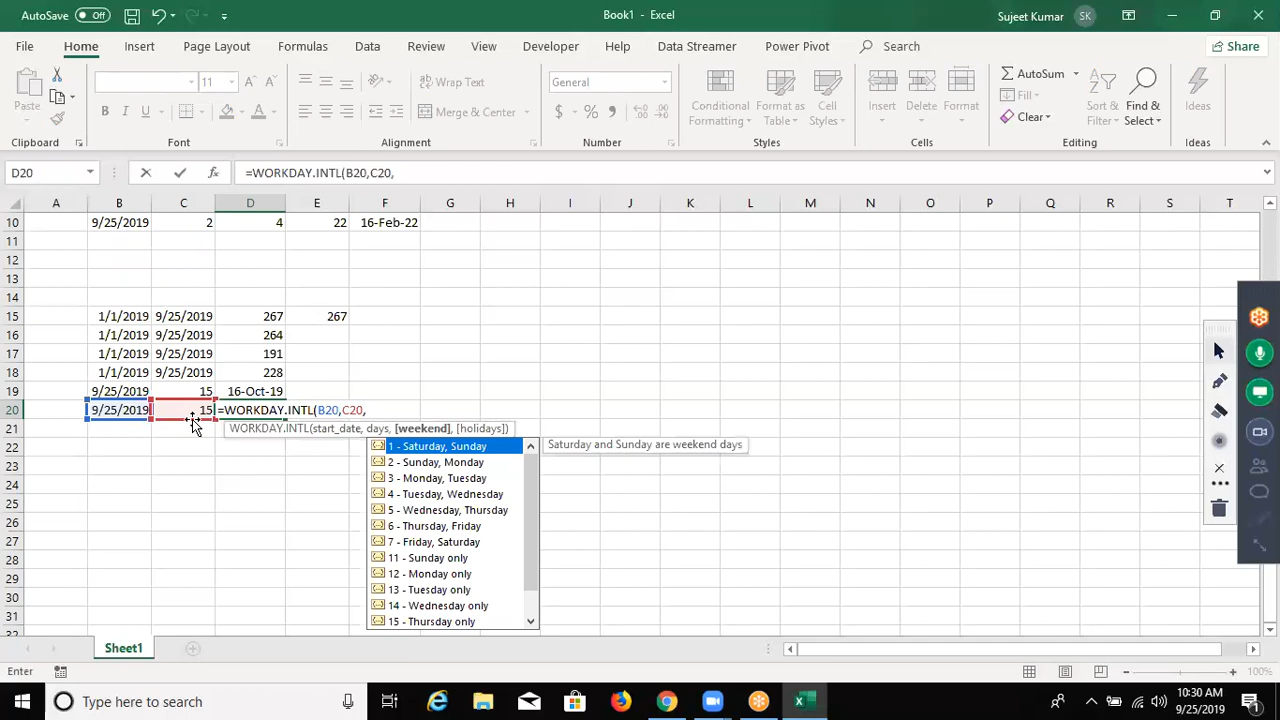 AutoSave Off Book1 - Excel Sujeet Kumar SK
File Home Insert Page Layout Formulas Data Review View Developer Help Data Streamer Power Pivot Search Share
Paste 11 A A Wrap Text General Conditional Formatting Format as Table Cell Styles Insert Delete Format AutoSum Fill Clear Sort & Filter Find & Select Ideas
B I U A Merge & Center $ % ,
Clipboard Font Alignment Number Styles Cells Editing Ideas
D20 fx =WORKDAY.INTL(B20,C20,
A B C D E F G H I J K L M N O P Q R S T
10 9/25/2019 2 4 22 16-Feb-22
11
12
13
14
15 1/1/2019 9/25/2019 267 267
16 1/1/2019 9/25/2019 264
17 1/1/2019 9/25/2019 191
18 1/1/2019 9/25/2019 228
19 9/25/2019 15 16-Oct-19
20 9/25/2019 15 =WORKDAY.INTL(B20,C20,
21 WORKDAY.INTL(start_date, days, [weekend], [holidays])
22 1 - Saturday, Sunday Saturday and Sunday are weekend days
23 2 - Sunday, Monday
3 - Monday, Tuesday
24 4 - Tuesday, Wednesday
25 5 - Wednesday, Thursday
26 6 - Thursday, Friday
27 7 - Friday, Saturday
28 11 - Sunday only
29 12 - Monday only
13 - Tuesday only
30 14 - Wednesday only
31 15 - Thursday only
32
Sheet1
Enter 100%
Type here to search 10:30 AM
9/25/2019